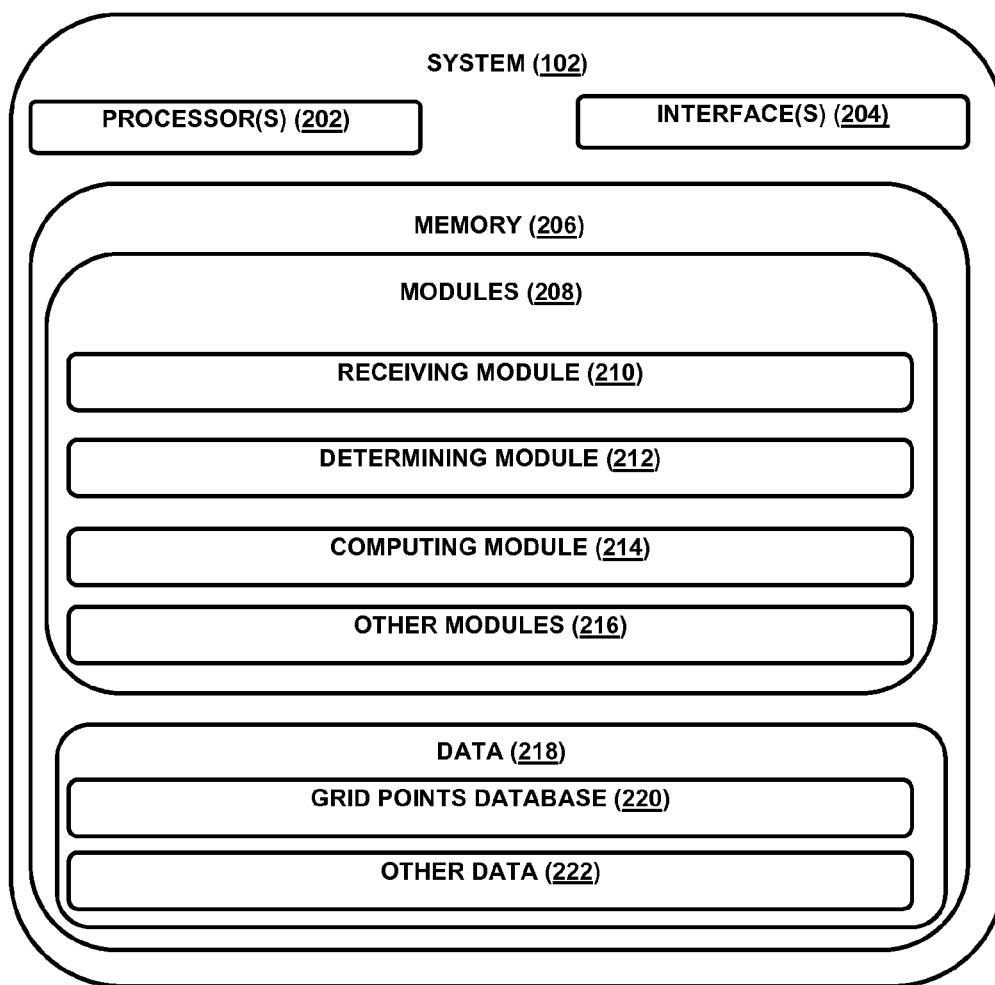 SYSTEM (102)
PROCESSOR(S) (202)
INTERFACE(S) (204)
MEMORY (206)
MODULES (208)
RECEIVING MODULE (210)
DETERMINING MODULE (212)
COMPUTING MODULE (214)
OTHER MODULES (216)
DATA (218)
GRID POINTS DATABASE (220)
OTHER DATA (222)